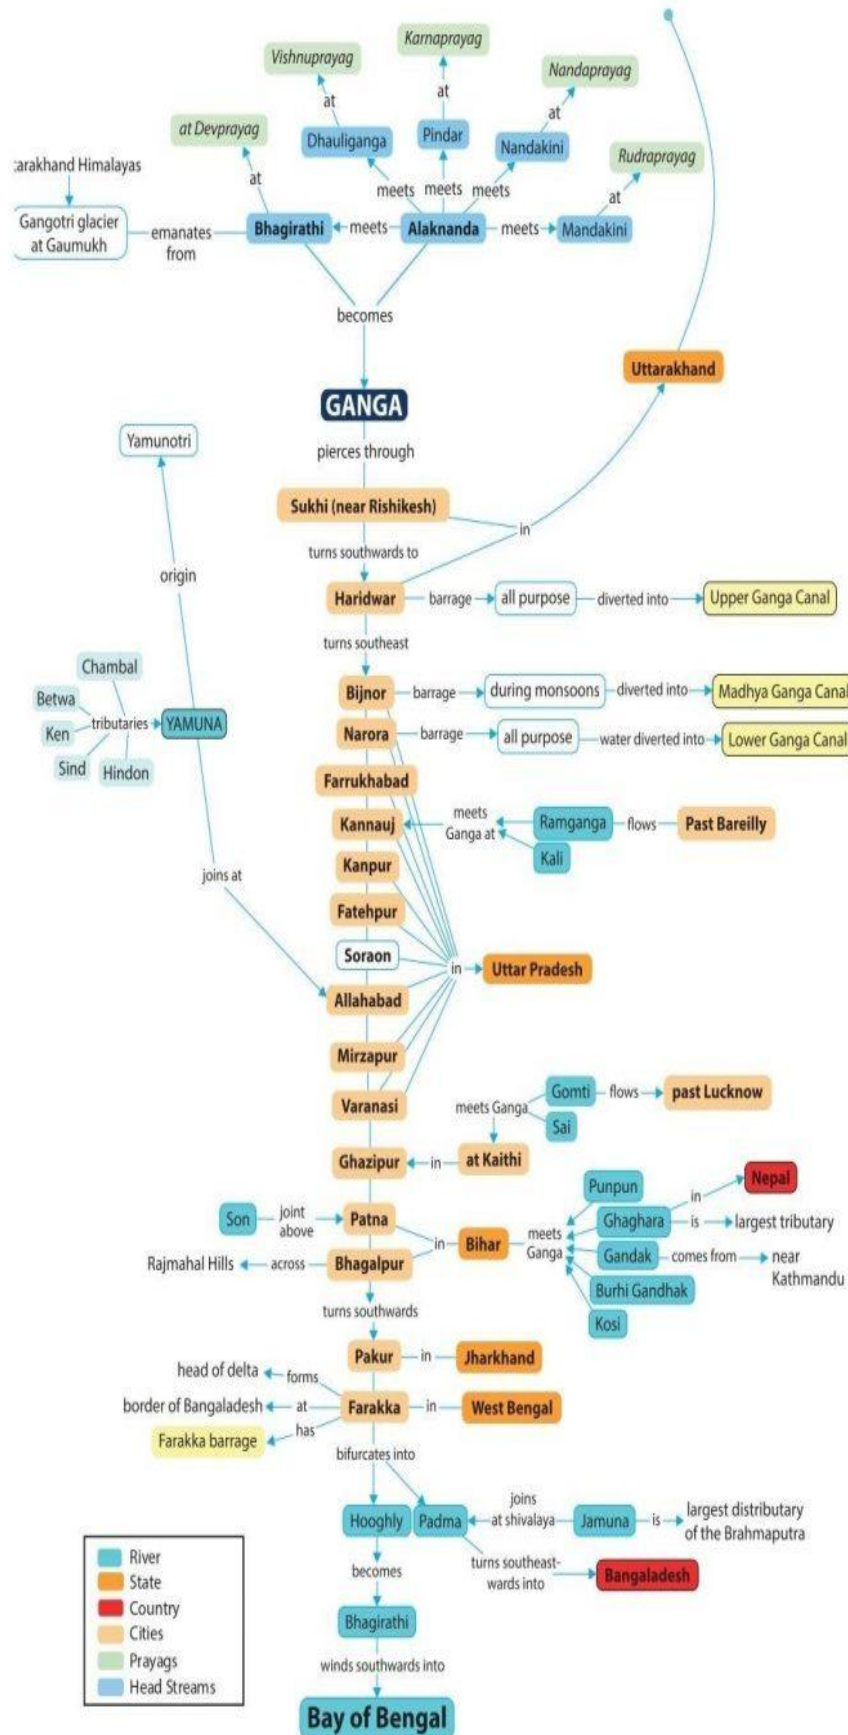 Karnaprayag
Vishnuprayag
Nandaprayag
at
at
at
at Devprayag
Dhauliganga
Pindar
Nandakini
Rudraprayag
tarakhand Himalayas
at
meets
meets
meets
at
Gangotri glacier
at Gaumukh
emanates
from
Bhagirathi
meets
Alaknanda
meets
Mandakini
becomes
Uttarakhand
GANGA
Yamunotri
pierces through
Sukhi (near Rishikesh)
in
turns southwards to
origin
Haridwar
barrage
all purpose
diverted into
Upper Ganga Canal
turns southeast
Chambal
Betwa
Ken
Sind
Hindon
tributaries
YAMUNA
Bijnor
barrage
during monsoons
diverted into
Madhya Ganga Canal
Narora
barrage
all purpose
water diverted into
Lower Ganga Canal
Farrukhabad
Kannauj
meets
Ganga at
Ramganga
flows
Past Bareilly
Kali
Kanpur
joins at
Fatehpur
Soraon
in
Uttar Pradesh
Allahabad
Mirzapur
Varanasi
meets Ganga
Gomti
flows
past Lucknow
Sai
Ghazipur
in
at Kaithi
Punpun
in
Nepal
Son
joint
above
Patna
in
Bihar
meets
Ganga
Ghaghara
is
largest tributary
Gandak
comes from
near
Kathmandu
Rajmahal Hills
across
Bhagalpur
Burhi Gandhak
Kosi
turns southwards
Pakur
in
Jharkhand
head of delta
forms
border of Bangaladesh
at
Farakka
in
West Bengal
Farakka barrage
has
bifurcates into
Hooghly
Padma
joins
at shivalaya
Jamuna
is
largest distributary
of the Brahmaputra
becomes
turns southeast-
wards into
Bangaladesh
Bhagirathi
winds southwards into
Bay of Bengal
River
State
Country
Cities
Prayags
Head Streams